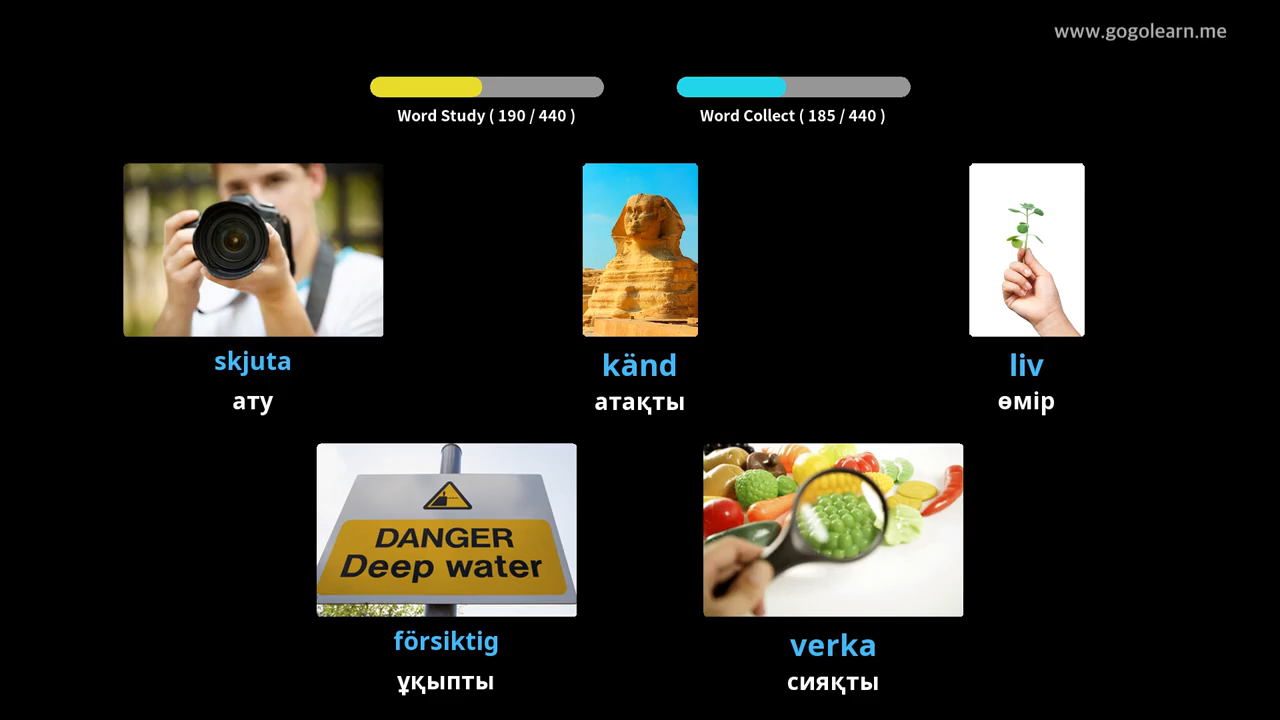 www.gogolearn.me
Word Study ( 190 / 440 )
Word Collect ( 185 / 440 )
skjuta
ату
känd
атақты
liv
өмір
DANGER
Deep water
försiktig
ұқыпты
verka
сияқты